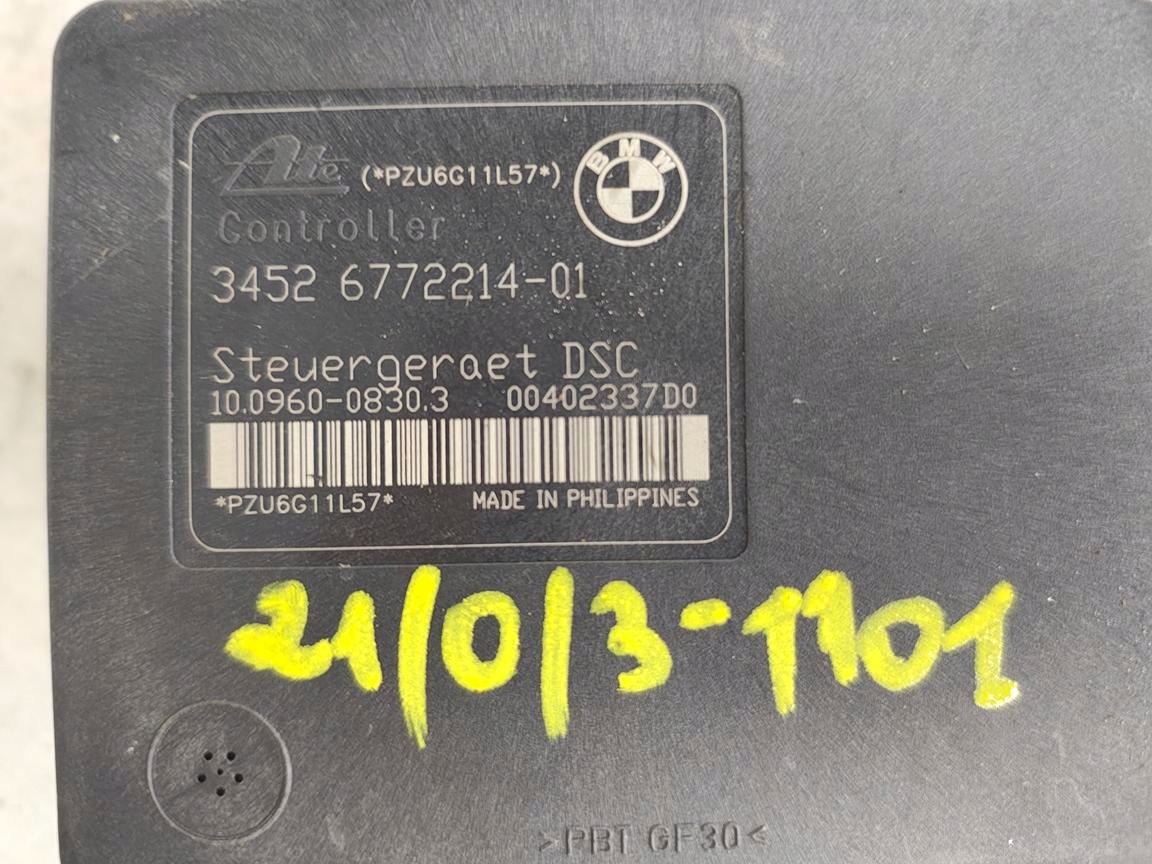 Ate (*PZU6G11L57*) BMW
Controller
3452 6772214-01
Steuergeraet DSC
10.0960-0830.3 00402337D0
*PZU6G11L57* MADE IN PHILIPPINES
21/0/3-1101
>PBT GF30<